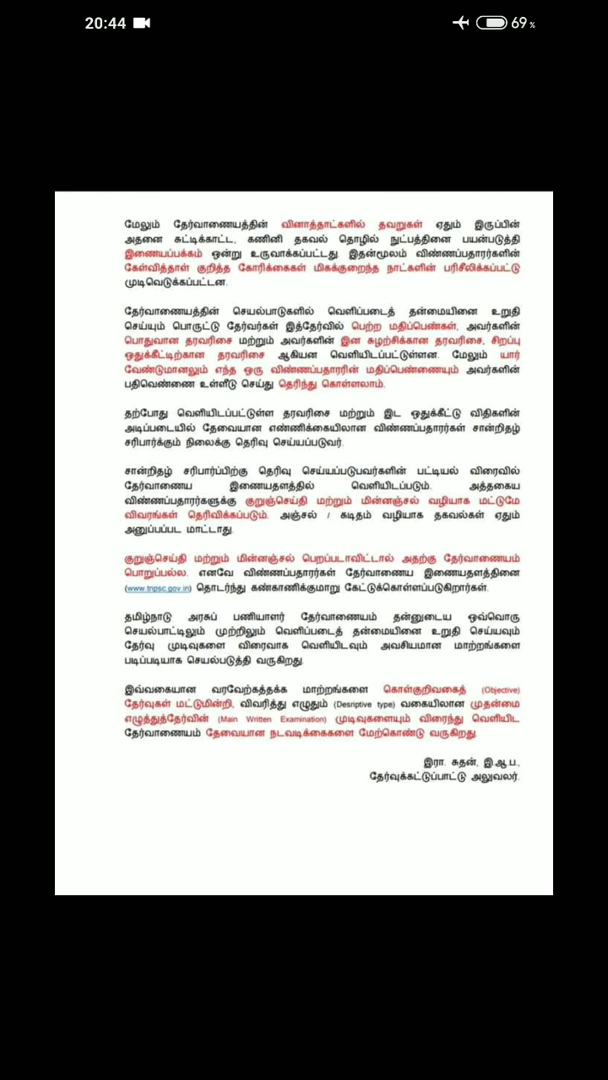 20:44
69%
மேலும் தேர்வாணையத்தின் வினாத்தாட்களில் தவறுகள் ஏதும் இருப்பின்
அதனை சுட்டிக்காட்ட, கணினி தகவல் தொழில் நுட்பத்தினை பயன்படுத்தி
இணையப்பக்கம் ஒன்று உருவாக்கப்பட்டது. இதன்மூலம் விண்ணப்பதாரர்களின்
கேள்வித்தாள் குறித்த கோரிக்கைகள் மிகக்குறைந்த நாட்களின் பரிசீலிக்கப்பட்டு
முடிவெடுக்கப்பட்டன.
தேர்வாணையத்தின் செயல்பாடுகளில் வெளிப்படைத் தன்மையினை உறுதி
செய்யும் பொருட்டு தேர்வர்கள் இத்தேர்வில் பெற்ற மதிப்பெண்கள், அவர்களின்
பொதுவான தரவரிசை மற்றும் அவர்களின் இன சுழற்சிக்கான தரவரிசை, சிறப்பு
ஒதுக்கீட்டிற்கான தரவரிசை ஆகியன வெளியிடப்பட்டுள்ளன. மேலும் யார்
வேண்டுமானலும் எந்த ஒரு விண்ணப்பதாரரின் மதிப்பெண்ணையும் அவர்களின்
பதிவெண்ணை உள்ளீடு செய்து தெரிந்து கொள்ளலாம்.
தற்போது வெளியிடப்பட்டுள்ள தரவரிசை மற்றும் இட ஒதுக்கீட்டு விதிகளின்
அடிப்படையில் தேவையான எண்ணிக்கையிலான விண்ணப்பதாரர்கள் சான்றிதழ்
சரிபார்க்கும் நிலைக்கு தெரிவு செய்யப்படுவர்.
சான்றிதழ் சரிபார்ப்பிற்கு தெரிவு செய்யப்படுபவர்களின் பட்டியல் விரைவில்
தேர்வாணைய இணையதளத்தில் வெளியிடப்படும். அத்தகைய
விண்ணப்பதாரர்களுக்கு குறுஞ்செய்தி மற்றும் மின்னஞ்சல் வழியாக மட்டுமே
விவரங்கள் தெரிவிக்கப்படும். அஞ்சல் / கடிதம் வழியாக தகவல்கள் ஏதும்
அனுப்பப்பட மாட்டாது.
குறுஞ்செய்தி மற்றும் மின்னஞ்சல் பெறப்படாவிட்டால் அதற்கு தேர்வாணையம்
பொறுப்பல்ல. எனவே விண்ணப்பதாரர்கள் தேர்வாணைய இணையதளத்தினை
(www.tnpsc.gov.in) தொடர்ந்து கண்காணிக்குமாறு கேட்டுக்கொள்ளப்படுகிறார்கள்.
தமிழ்நாடு அரசுப் பணியாளர் தேர்வாணையம் தன்னுடைய ஒவ்வொரு
செயல்பாட்டிலும் முற்றிலும் வெளிப்படைத் தன்மையினை உறுதி செய்யவும்
தேர்வு முடிவுகளை விரைவாக வெளியிடவும் அவசியமான மாற்றங்களை
படிப்படியாக செயல்படுத்தி வருகிறது.
இவ்வகையான வரவேற்கத்தக்க மாற்றங்களை கொள்குறிவகைத் (Objective)
தேர்வுகள் மட்டுமின்றி, விவரித்து எழுதும் (Desriptive type) வகையிலான முதன்மை
எழுத்துத்தேர்வின் (Main Written Examination) முடிவுகளையும் விரைந்து வெளியிட
தேர்வாணையம் தேவையான நடவடிக்கைகளை மேற்கொண்டு வருகிறது.
இரா. சுதன், இ.ஆ.ப.,
தேர்வுக்கட்டுப்பாட்டு அலுவலர்.